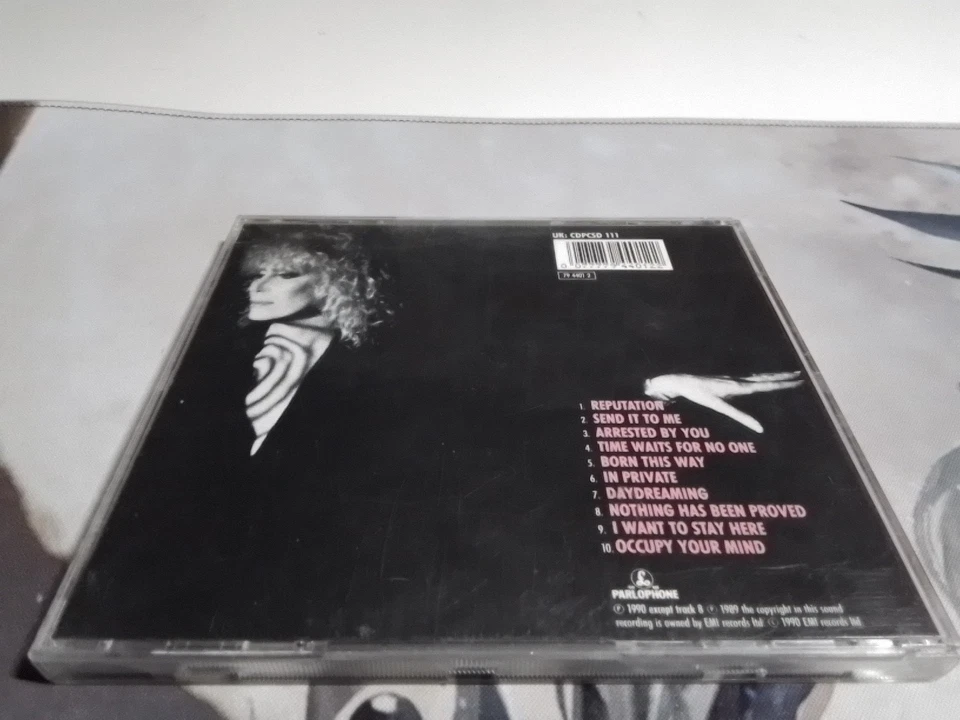 UK: CDPCSD 111
79 4401 2
1. REPUTATION
2. SEND IT TO ME
3. ARRESTED BY YOU
4. TIME WAITS FOR NO ONE
5. BORN THIS WAY
6. IN PRIVATE
7. DAYDREAMING
8. NOTHING HAS BEEN PROVED
9. I WANT TO STAY HERE
10. OCCUPY YOUR MIND
£
PARLOPHONE
Ⓟ 1990 except track 8 Ⓟ 1989 the copyright in this sound
recording is owned by EMI records ltd © 1990 EMI records ltd